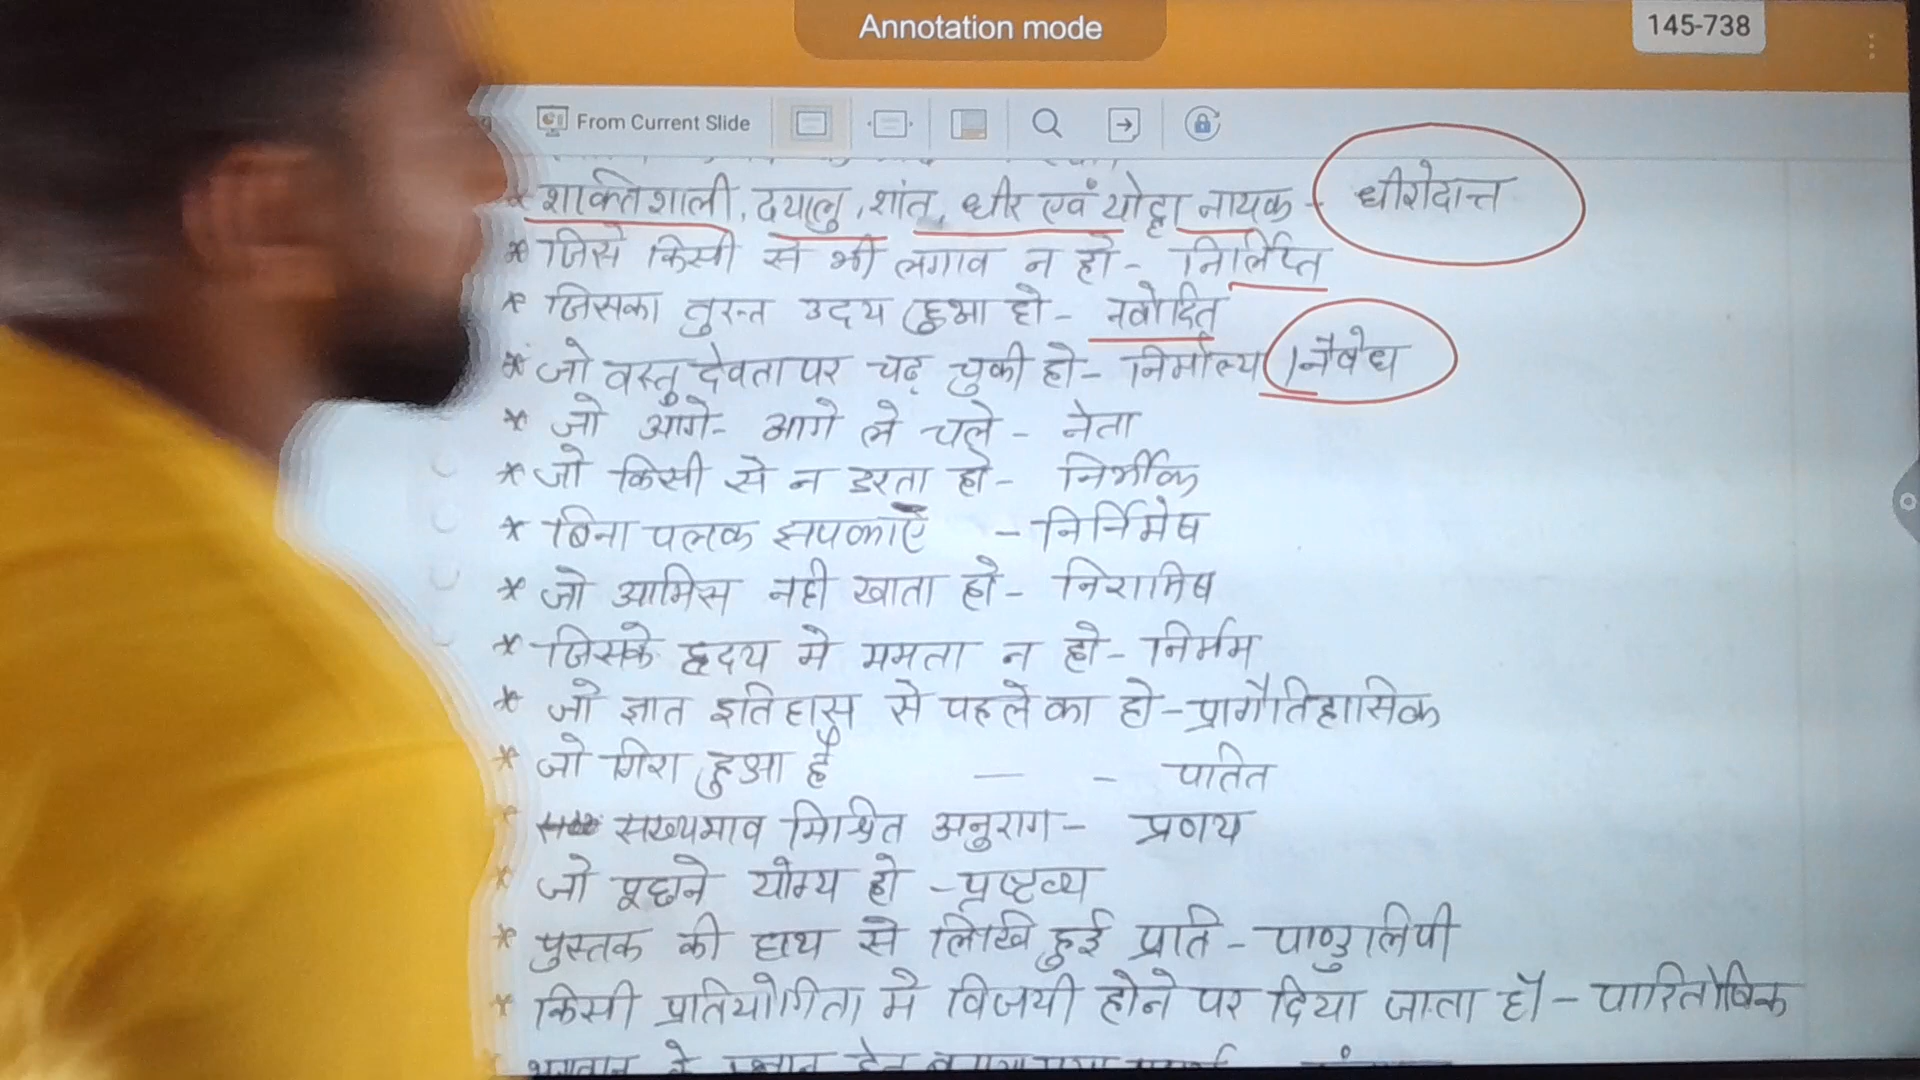 Annotation mode
145-738
From Current Slide
* शक्तिशाली, दयालु, शांत, धीर एवं योद्धा नायक - धीरोदात्त
* जिसे किसी से भी लगाव न हो - निर्लिप्त
* जिसका तुरन्त उदय हुआ हो - नवोदित
* जो वस्तु देवता पर चढ़ चुकी हो - निर्माल्य / नैवेध
* जो आगे- आगे ले चले - नेता
* जो किसी से न डरता हो - निर्भीक
* बिना पलक झपकाएं - निर्निमेष
* जो आमिस नही खाता हो - निरामिष
* जिसके हृदय मे ममता न हो - निर्मम
* जो ज्ञात इतिहास से पहले का हो - प्रागैतिहासिक
* जो गिरा हुआ है - - पतित
* सख्यभाव मिश्रित अनुराग - प्रणय
* जो पूछने योग्य हो - प्रष्टव्य
* पुस्तक की हाथ से लिखि हुई प्रति - पाण्डुलिपी
* किसी प्रतियोगिता मे विजयी होने पर दिया जाता हो - पारितोषिक